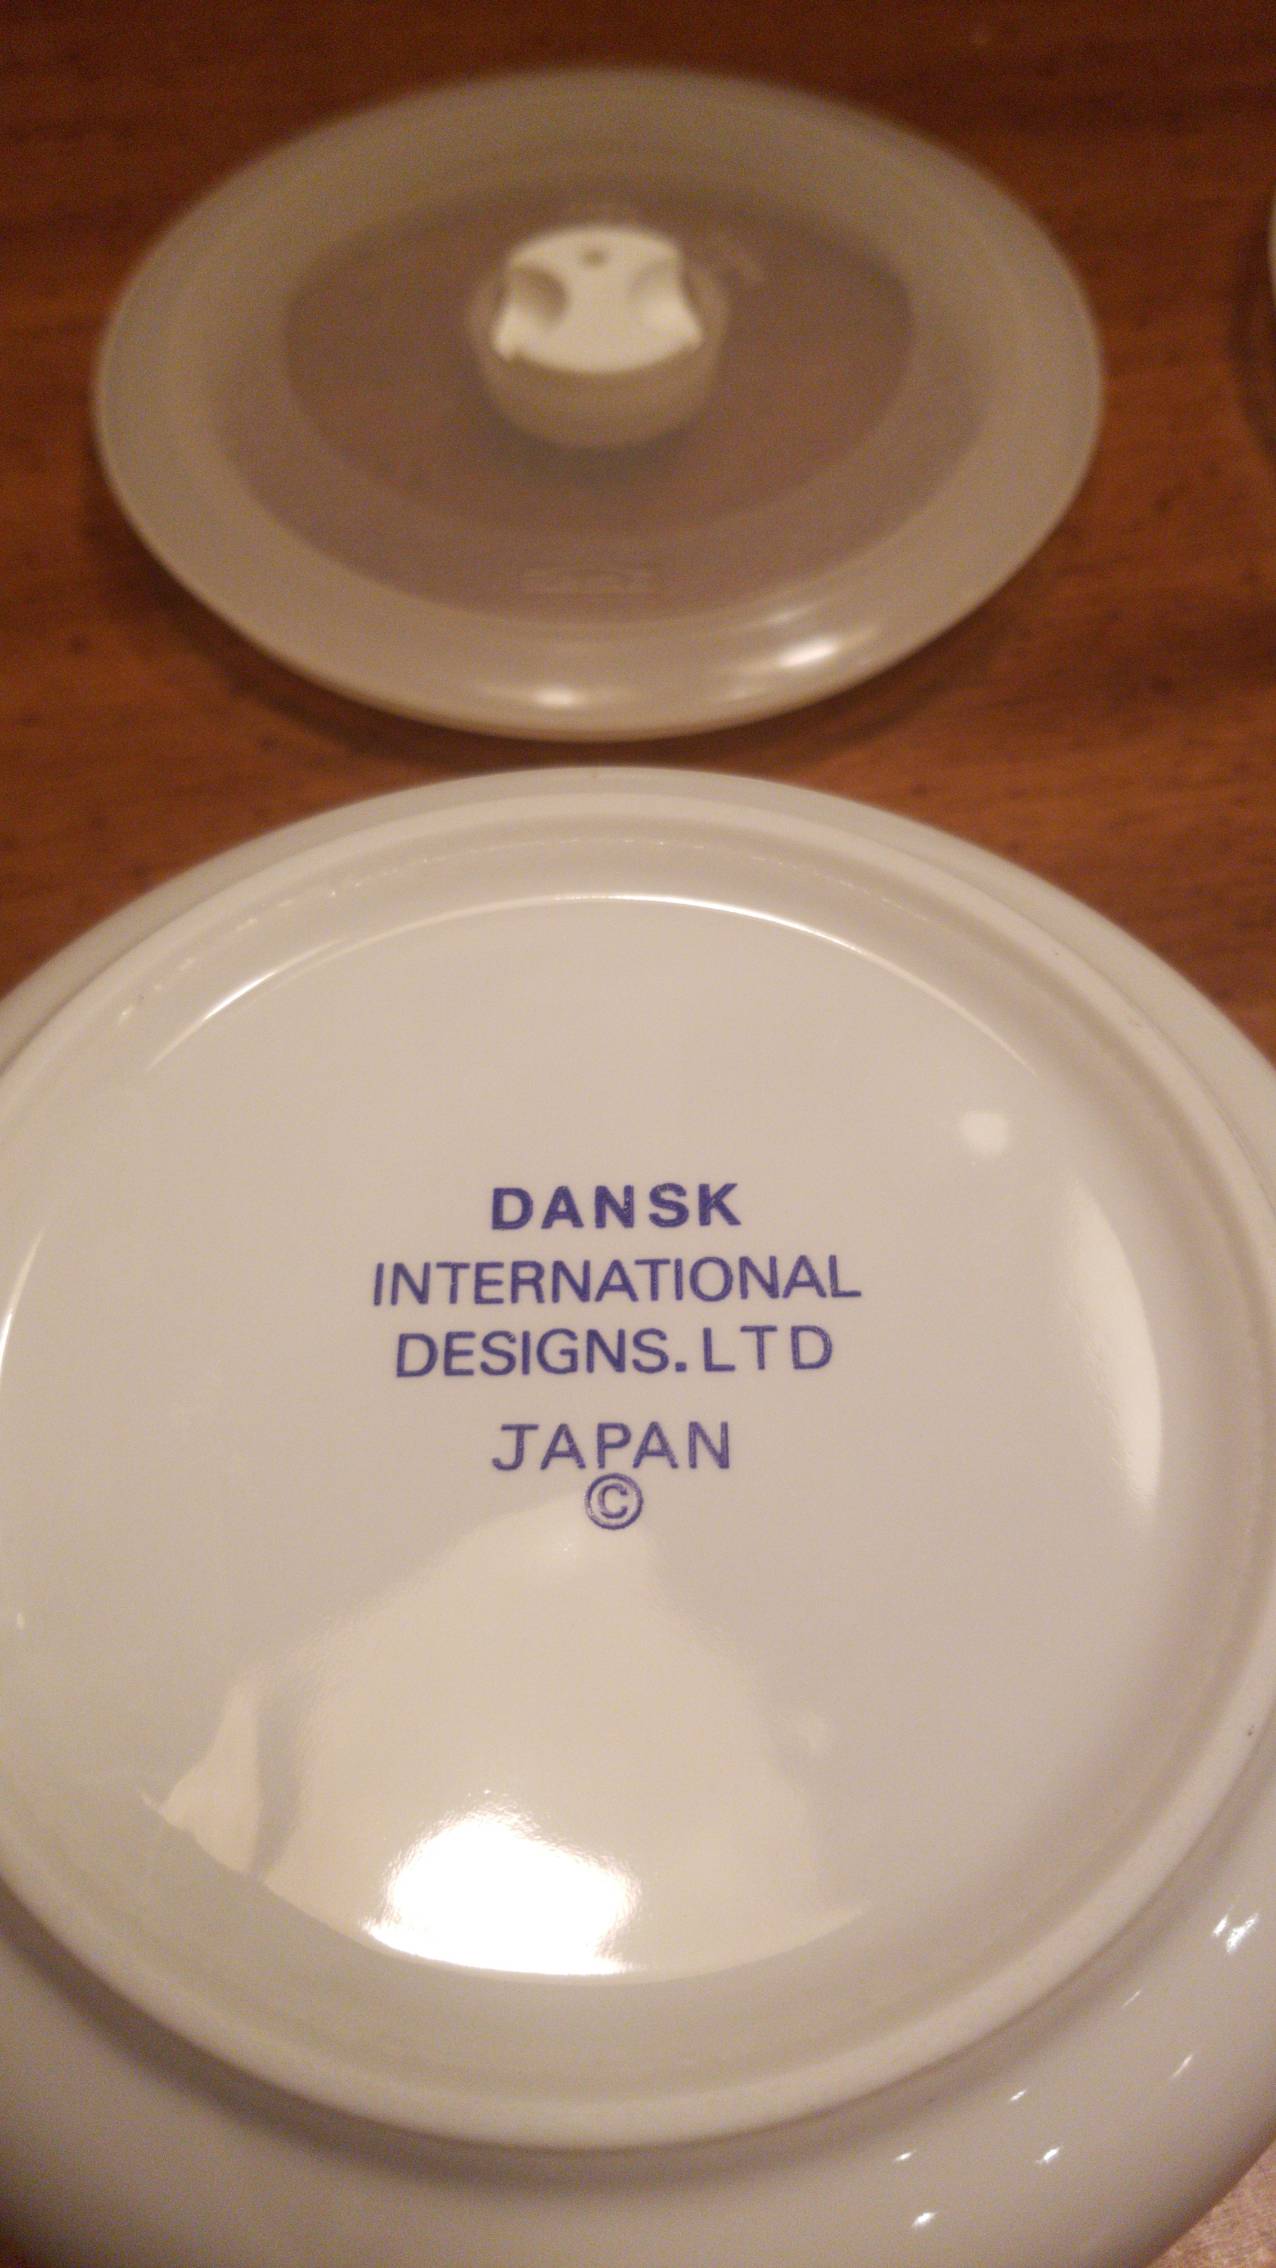 DANSK
INTERNATIONAL
DESIGNS.LTD
JAPAN
©